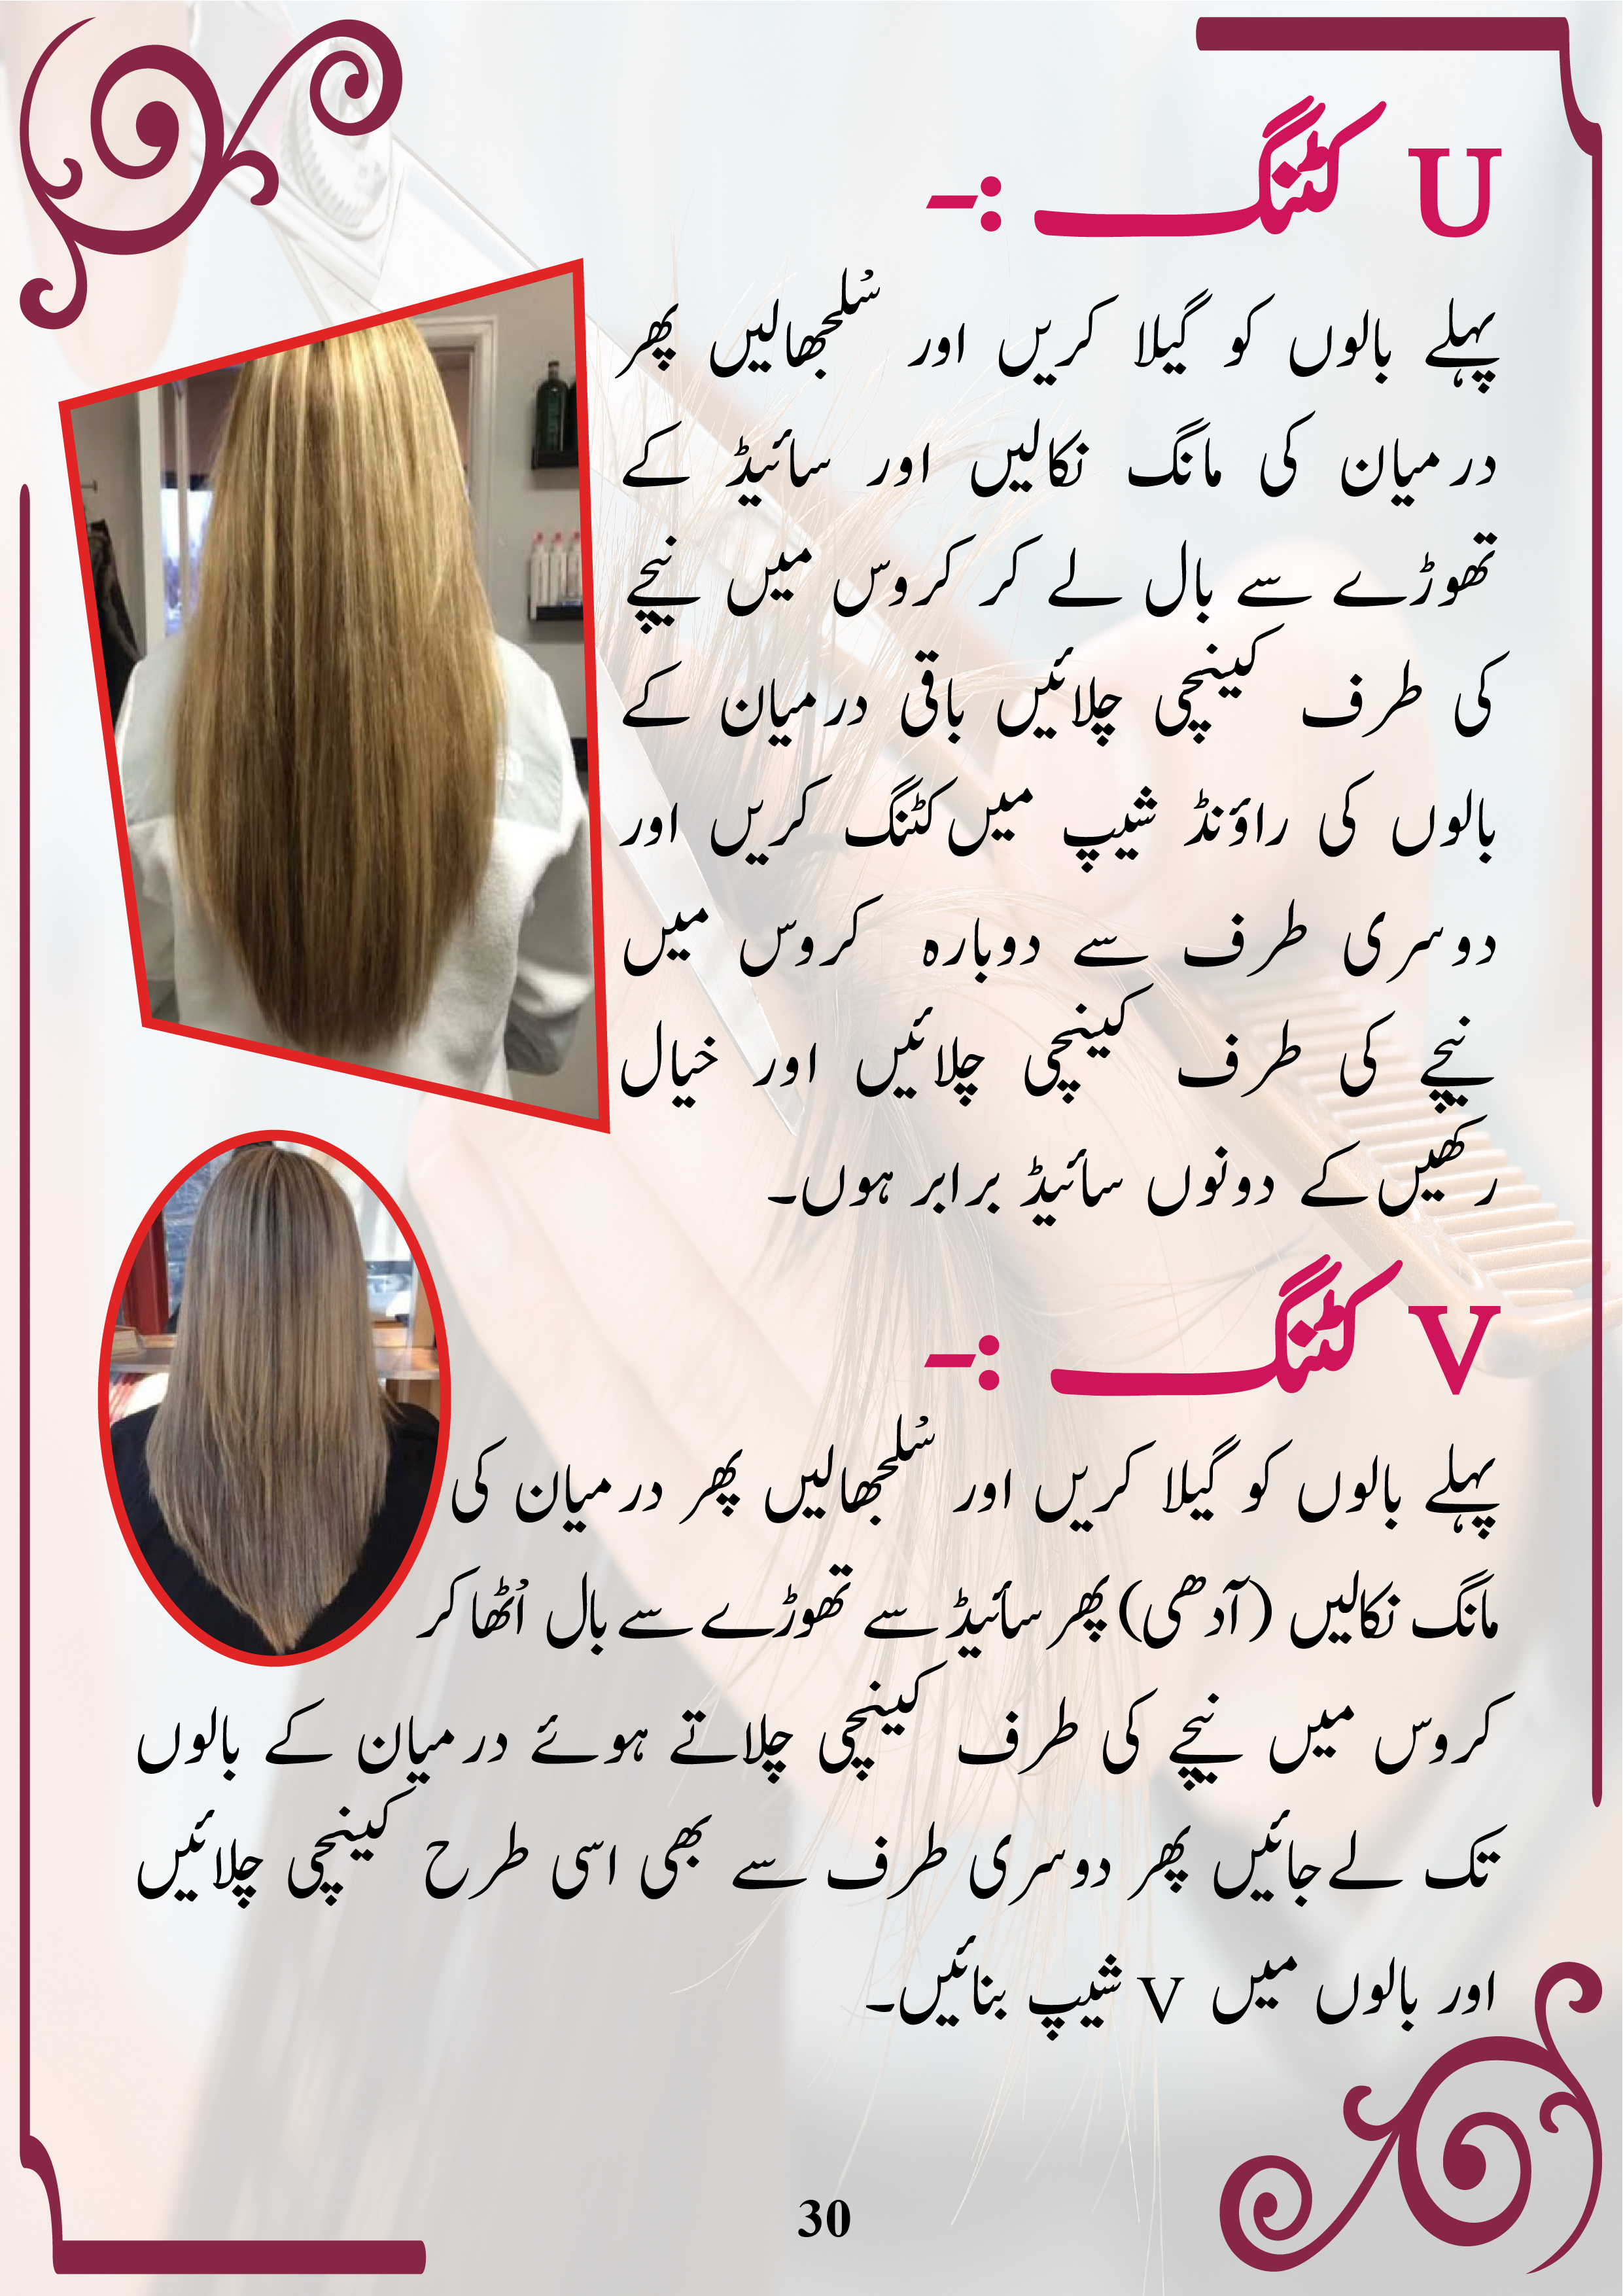 U کٹنگ :-
پہلے بالوں کو گیلا کریں اور سُلجھالیں پھر
درمیان کی مانگ نکالیں اور سائیڈ کے
تھوڑے سے بال لے کر کروس میں نیچے
کی طرف کینچی چلائیں باقی درمیان کے
بالوں کی راؤنڈ شیپ میں کٹنگ کریں اور
دوسری طرف سے دوبارہ کروس میں
نیچے کی طرف کینچی چلائیں اور خیال
رکھیں کے دونوں سائیڈ برابر ہوں۔
V کٹنگ :-
پہلے بالوں کو گیلا کریں اور سُلجھالیں پھر درمیان کی
مانگ نکالیں (آدھی) پھر سائیڈ سے تھوڑے سے بال اُٹھا کر
کروس میں نیچے کی طرف کینچی چلاتے ہوئے درمیان کے بالوں
تک لے جائیں پھر دوسری طرف سے بھی اسی طرح کینچی چلائیں
اور بالوں میں V شیپ بنائیں۔
30